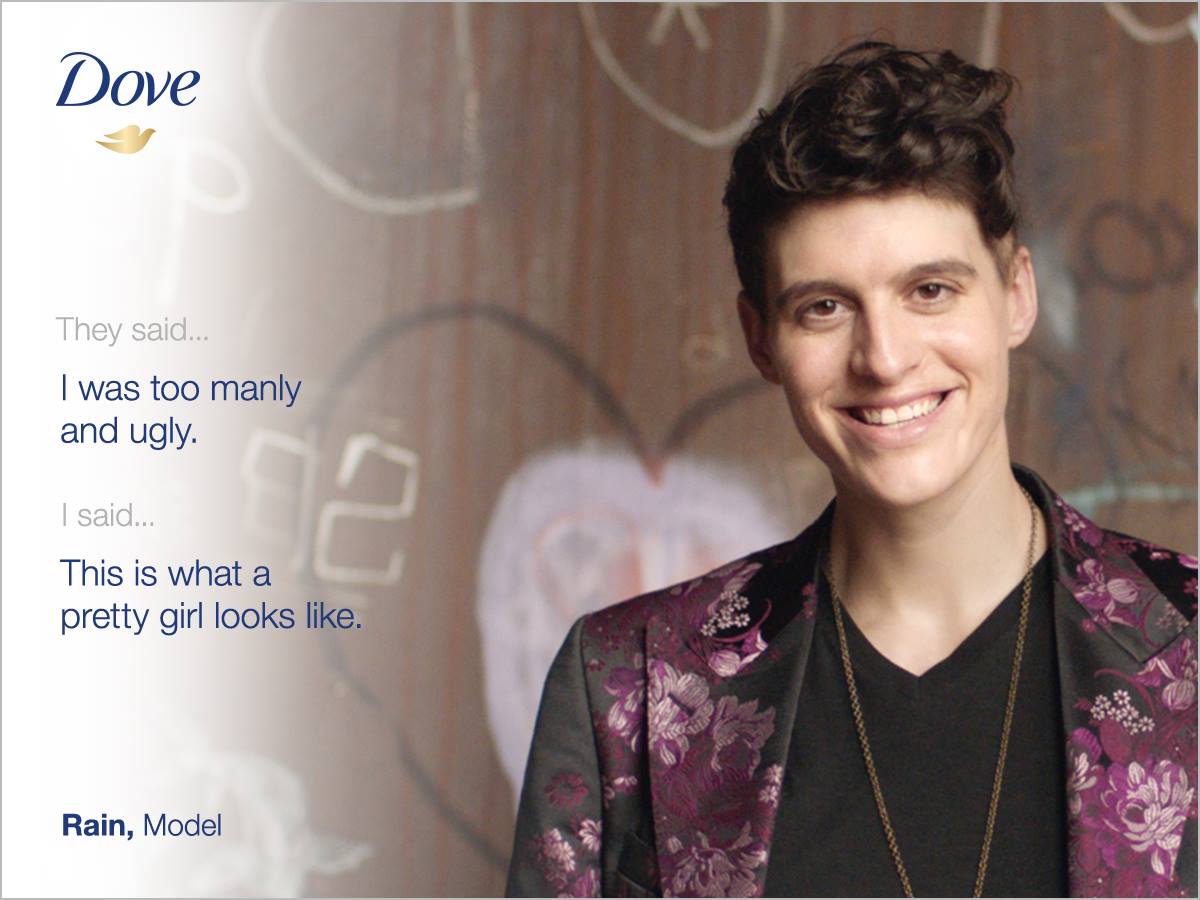 Dove
They said...
I was too manly
and ugly.
I said...
This is what a
pretty girl looks like.
Rain, Model